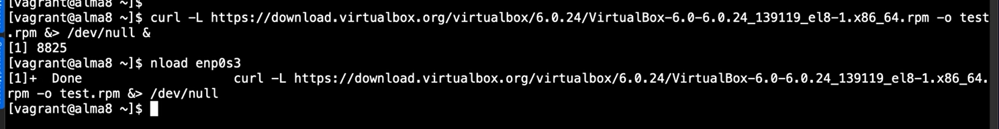 [vagrant@alma8 ~]$
[vagrant@alma8 ~]$ curl -L https://download.virtualbox.org/virtualbox/6.0.24/VirtualBox-6.0-6.0.24_139119_el8-1.x86_64.rpm -o test
.rpm &> /dev/null &
[1] 8825
[vagrant@alma8 ~]$ nload enp0s3
[1]+  Done                    curl -L https://download.virtualbox.org/virtualbox/6.0.24/VirtualBox-6.0-6.0.24_139119_el8-1.x86_64.
rpm -o test.rpm &> /dev/null
[vagrant@alma8 ~]$